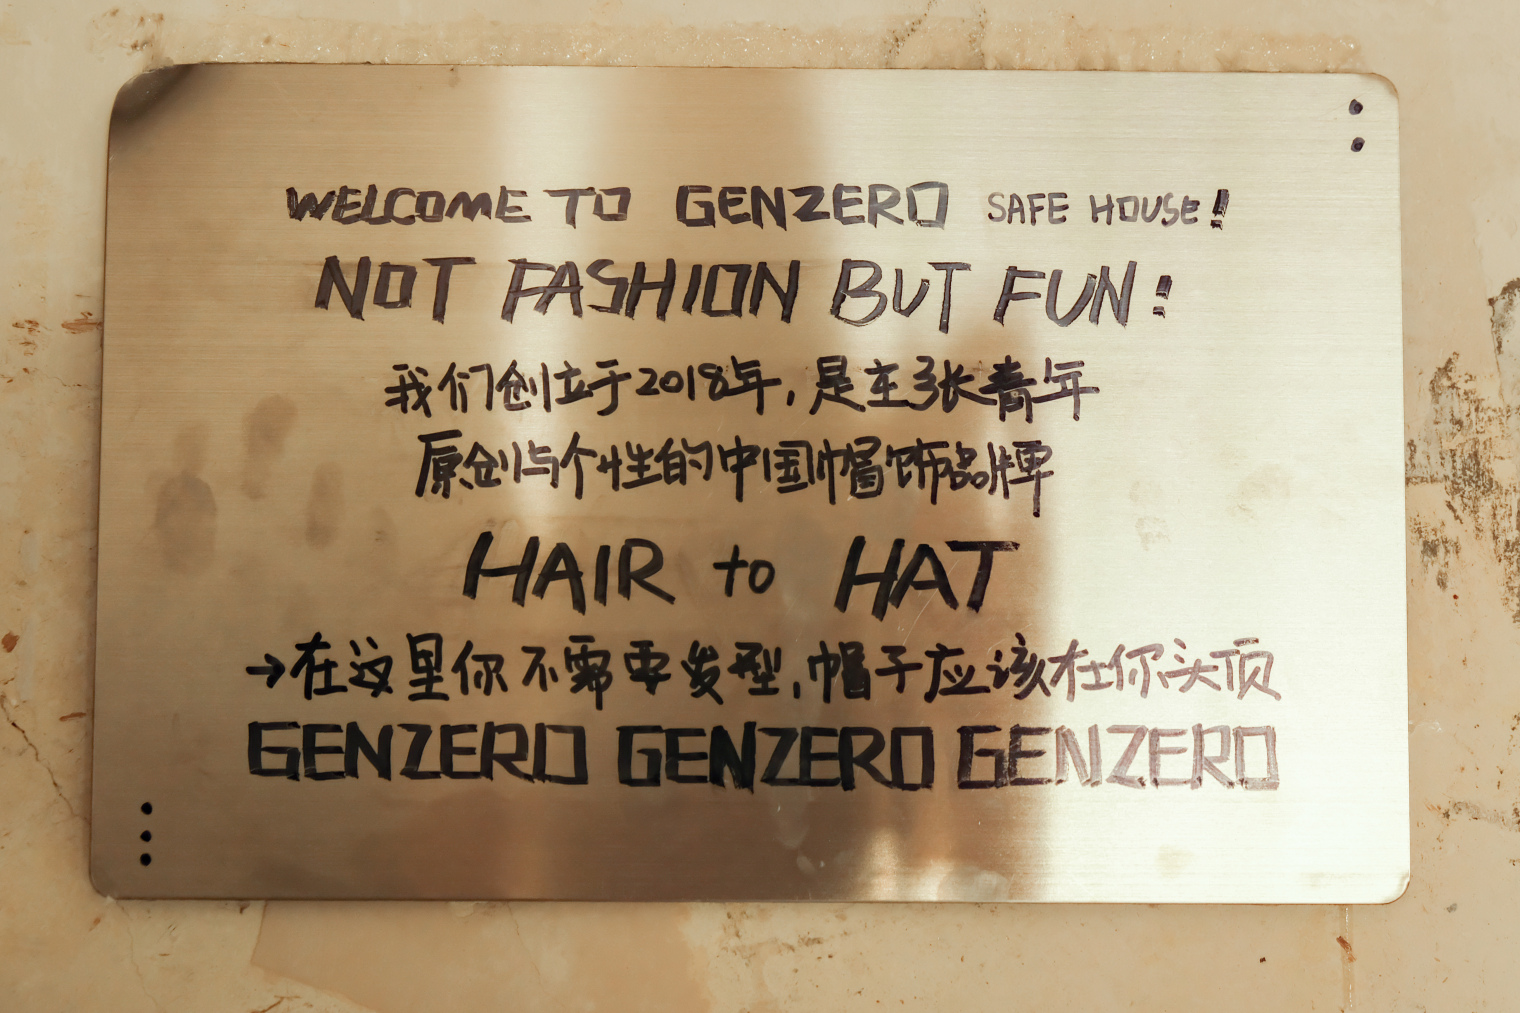 WELCOME TO GENZERO SAFE HOUSE!
NOT FASHION BUT FUN!
我们创立于2018年,是主张青年
原创与个性的中国帽饰品牌
HAIR to HAT
→在这里你不需要发型,帽子应该在你头顶
GENZERO GENZERO GENZERO